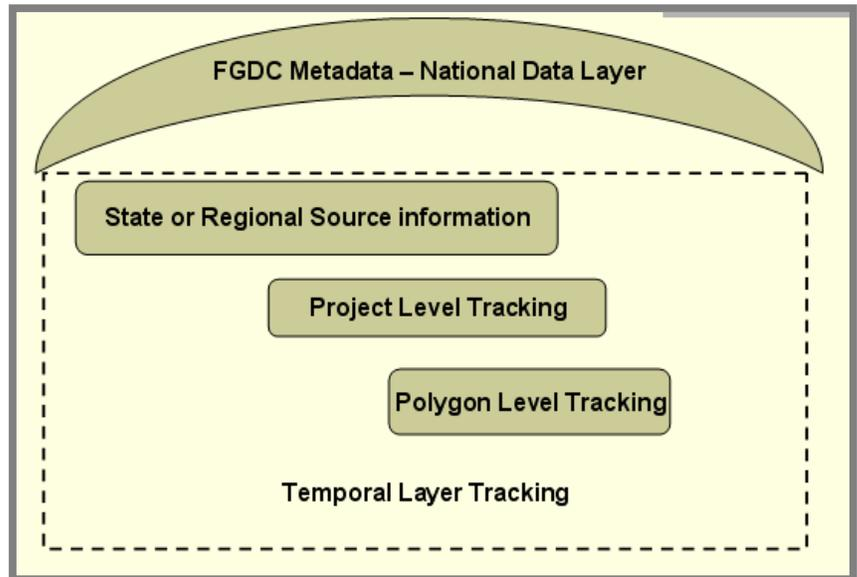 FGDC Metadata – National Data Layer
State or Regional Source information
Project Level Tracking
Polygon Level Tracking
Temporal Layer Tracking